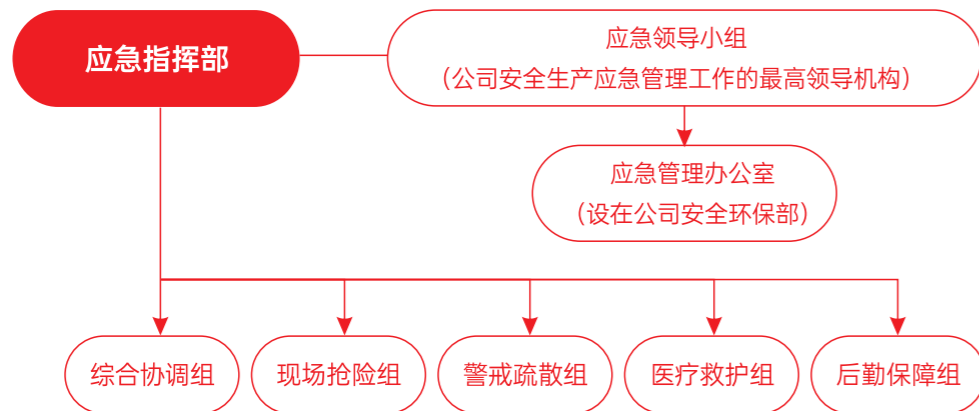 应急指挥部
应急领导小组
（公司安全生产应急管理工作的最高领导机构）
应急管理办公室
（设在公司安全环保部）
综合协调组
现场抢险组
警戒疏散组
医疗救护组
后勤保障组